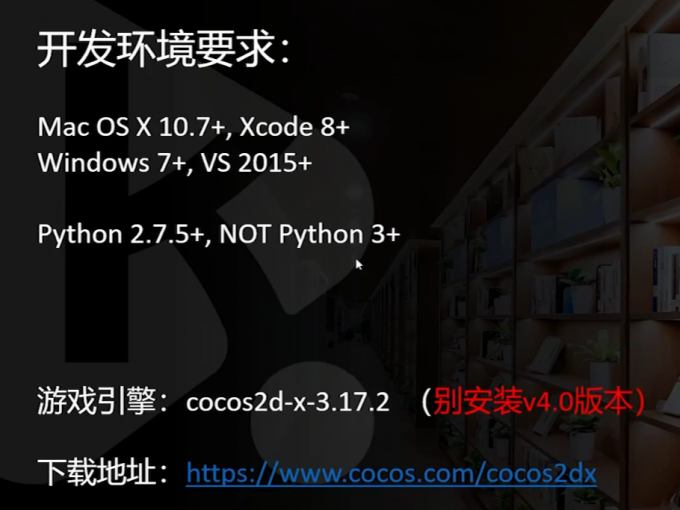 开发环境要求：
Mac OS X 10.7+, Xcode 8+
Windows 7+, VS 2015+
Python 2.7.5+, NOT Python 3+
游戏引擎：cocos2d-x-3.17.2 （别安装v4.0版本）
下载地址：https://www.cocos.com/cocos2dx